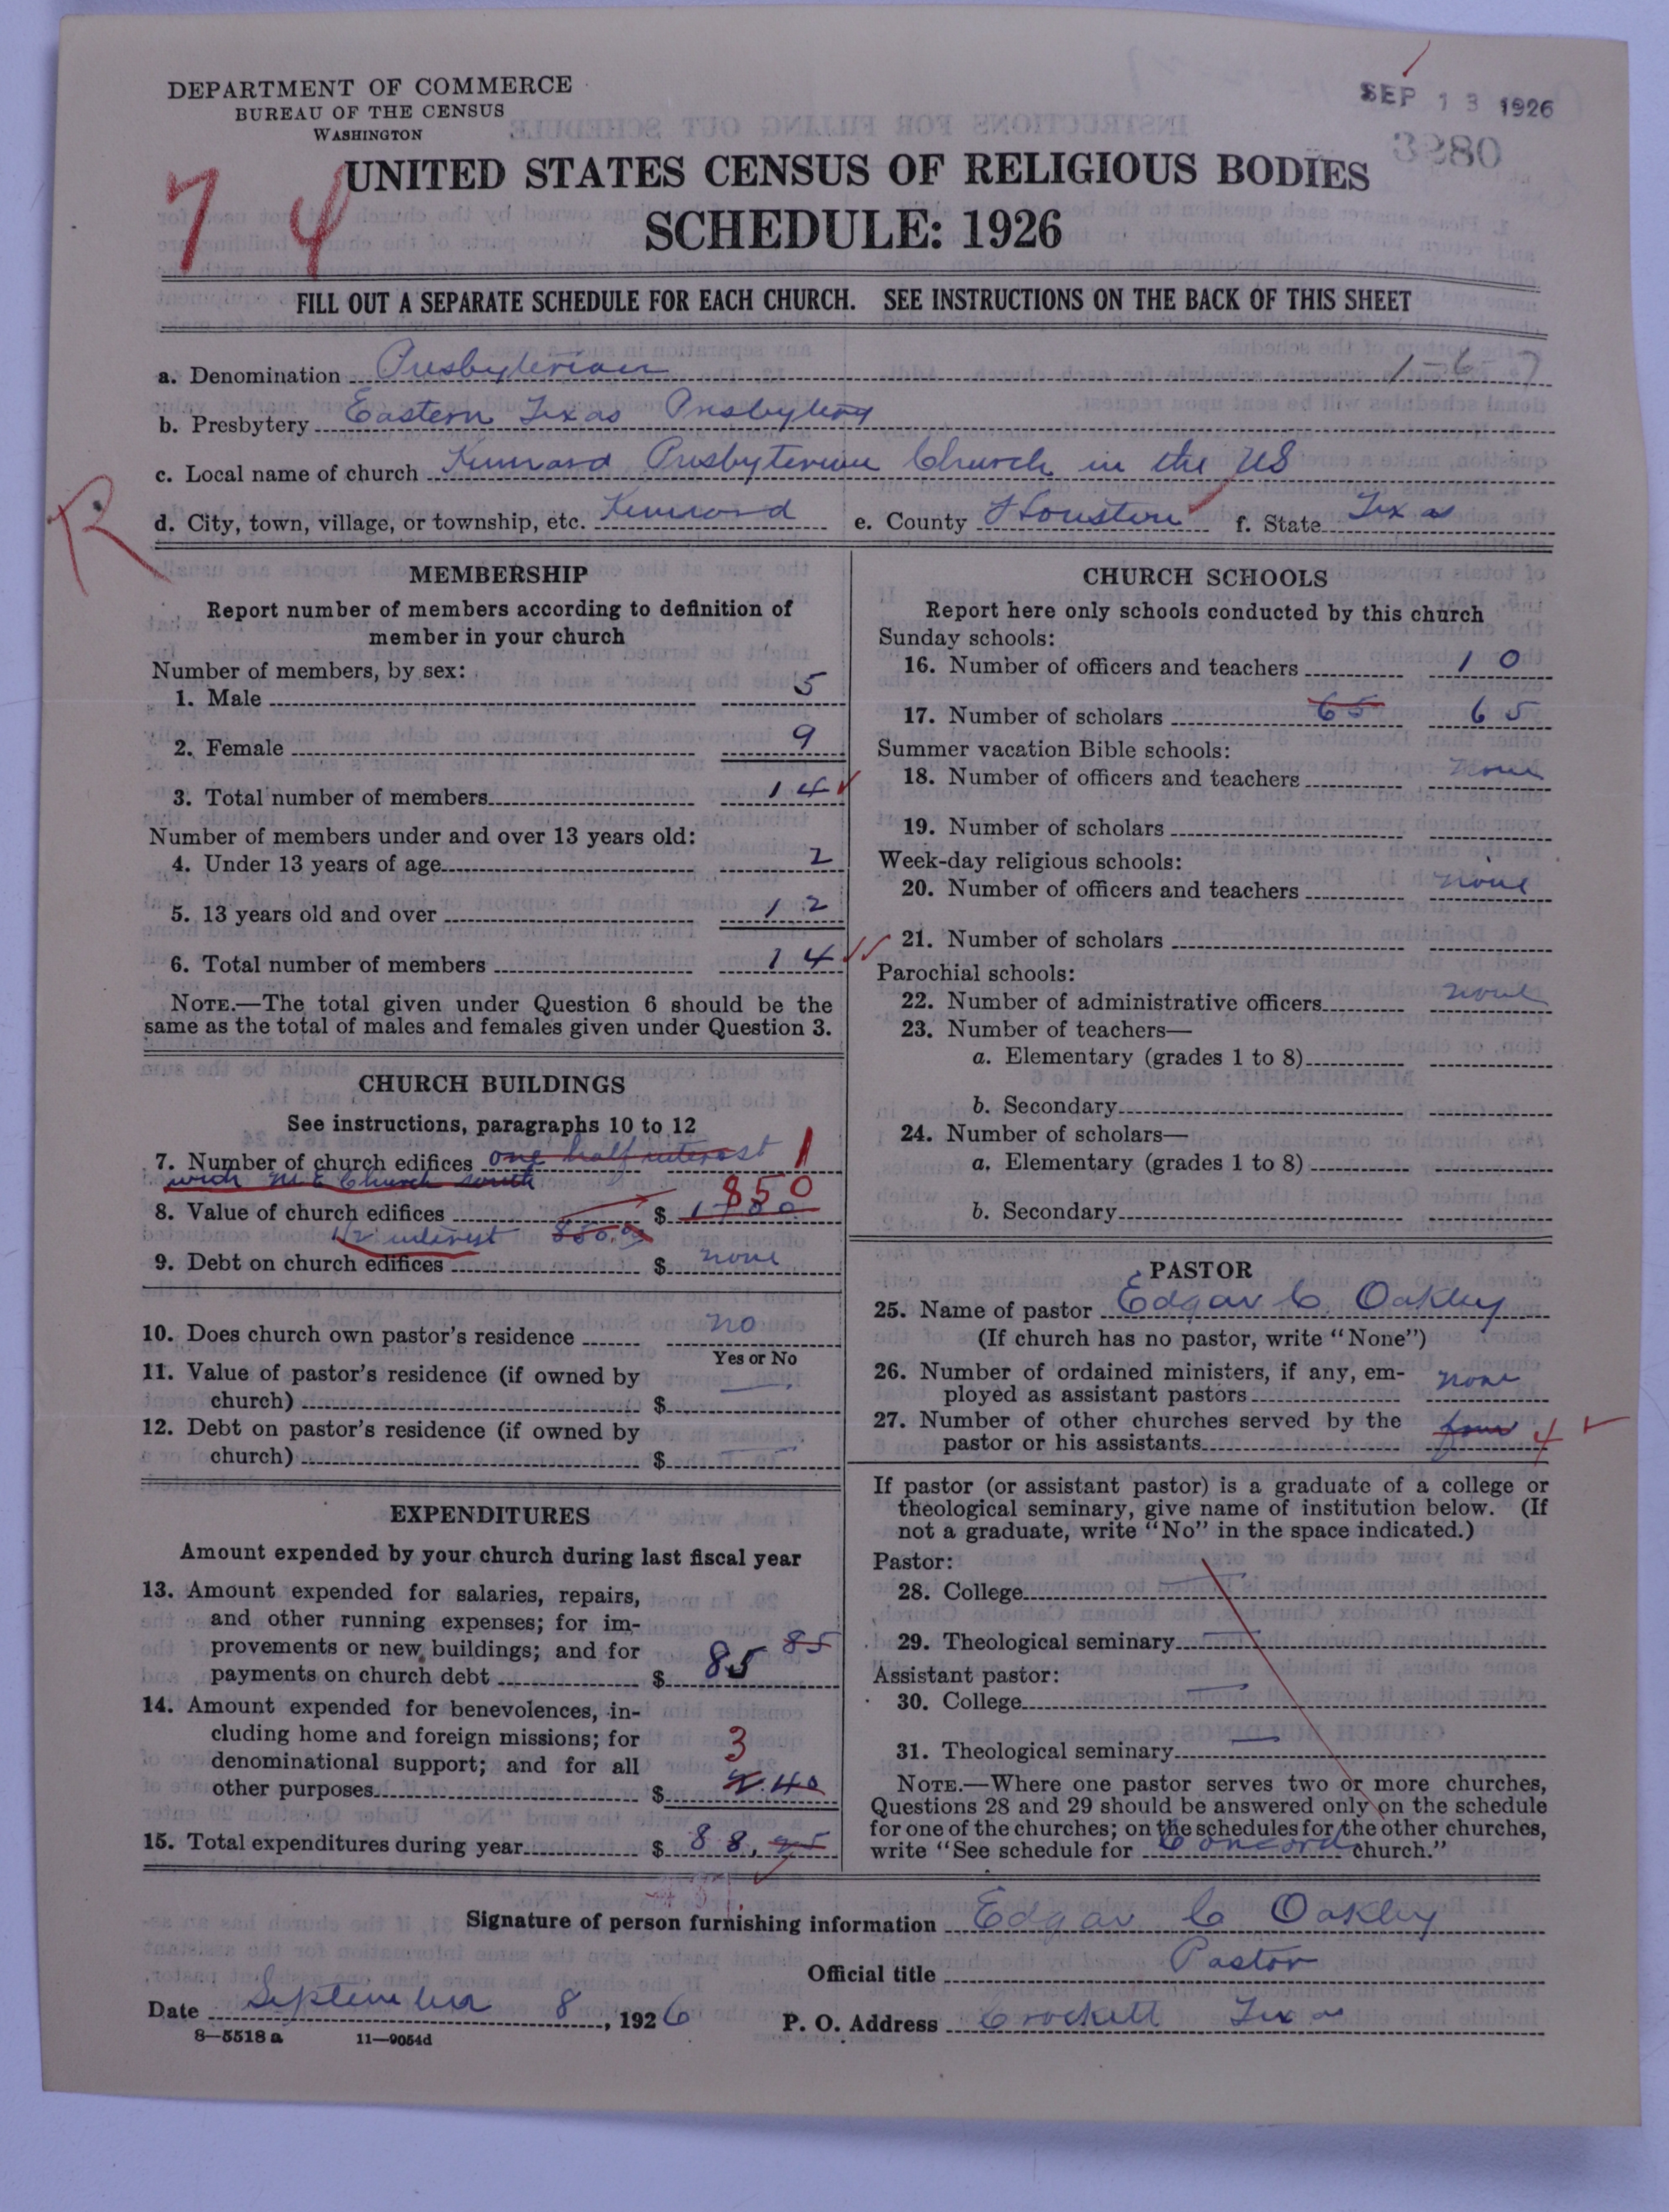 DEPARTMENT OF COMMERCE
BUREAU OF THE CENSUS
WASHINGTON
SEP 13 1926
3280
7 4
UNITED STATES CENSUS OF RELIGIOUS BODIES
SCHEDULE: 1926
FILL OUT A SEPARATE SCHEDULE FOR EACH CHURCH. SEE INSTRUCTIONS ON THE BACK OF THIS SHEET
a. Denomination Presbyterian 1-6-7
b. Presbytery Eastern Texas Presbytery
c. Local name of church Kennard Presbyterian Church in the US
R
d. City, town, village, or township, etc. Kennard e. County Houston f. State Texas
MEMBERSHIP
Report number of members according to definition of
member in your church
Number of members, by sex:
1. Male 5
2. Female 9
3. Total number of members 14
Number of members under and over 13 years old:
4. Under 13 years of age 2
5. 13 years old and over 12
6. Total number of members 14
NOTE.—The total given under Question 6 should be the
same as the total of males and females given under Question 3.
CHURCH BUILDINGS
See instructions, paragraphs 10 to 12
7. Number of church edifices one half interest 1
with M E Church south
8. Value of church edifices $ 850
1/2 interest 850.00
9. Debt on church edifices $ none
10. Does church own pastor's residence no
Yes or No
11. Value of pastor's residence (if owned by
church) $
12. Debt on pastor's residence (if owned by
church) $
EXPENDITURES
Amount expended by your church during last fiscal year
13. Amount expended for salaries, repairs,
and other running expenses; for im-
provements or new buildings; and for 85
payments on church debt $ 85
14. Amount expended for benevolences, in-
cluding home and foreign missions; for
denominational support; and for all 3
other purposes $ .40
15. Total expenditures during year $ 88.
CHURCH SCHOOLS
Report here only schools conducted by this church
Sunday schools:
16. Number of officers and teachers 10
17. Number of scholars 65 65
Summer vacation Bible schools:
18. Number of officers and teachers none
19. Number of scholars
Week-day religious schools:
20. Number of officers and teachers none
21. Number of scholars
Parochial schools:
22. Number of administrative officers none
23. Number of teachers—
a. Elementary (grades 1 to 8)
b. Secondary
24. Number of scholars—
a. Elementary (grades 1 to 8)
b. Secondary
PASTOR
25. Name of pastor Edgar C. Oakley
(If church has no pastor, write "None")
26. Number of ordained ministers, if any, em-
ployed as assistant pastors none
27. Number of other churches served by the
pastor or his assistants four 4
If pastor (or assistant pastor) is a graduate of a college or
theological seminary, give name of institution below. (If
not a graduate, write "No" in the space indicated.)
Pastor:
28. College
29. Theological seminary
Assistant pastor:
30. College
31. Theological seminary
NOTE.—Where one pastor serves two or more churches,
Questions 28 and 29 should be answered only on the schedule
for one of the churches; on the schedules for the other churches,
write "See schedule for Concord church."
Signature of person furnishing information Edgar C Oakley
Official title Pastor
Date September 8, 1926 P. O. Address Crockett Texas
8—5518 a 11—9054d